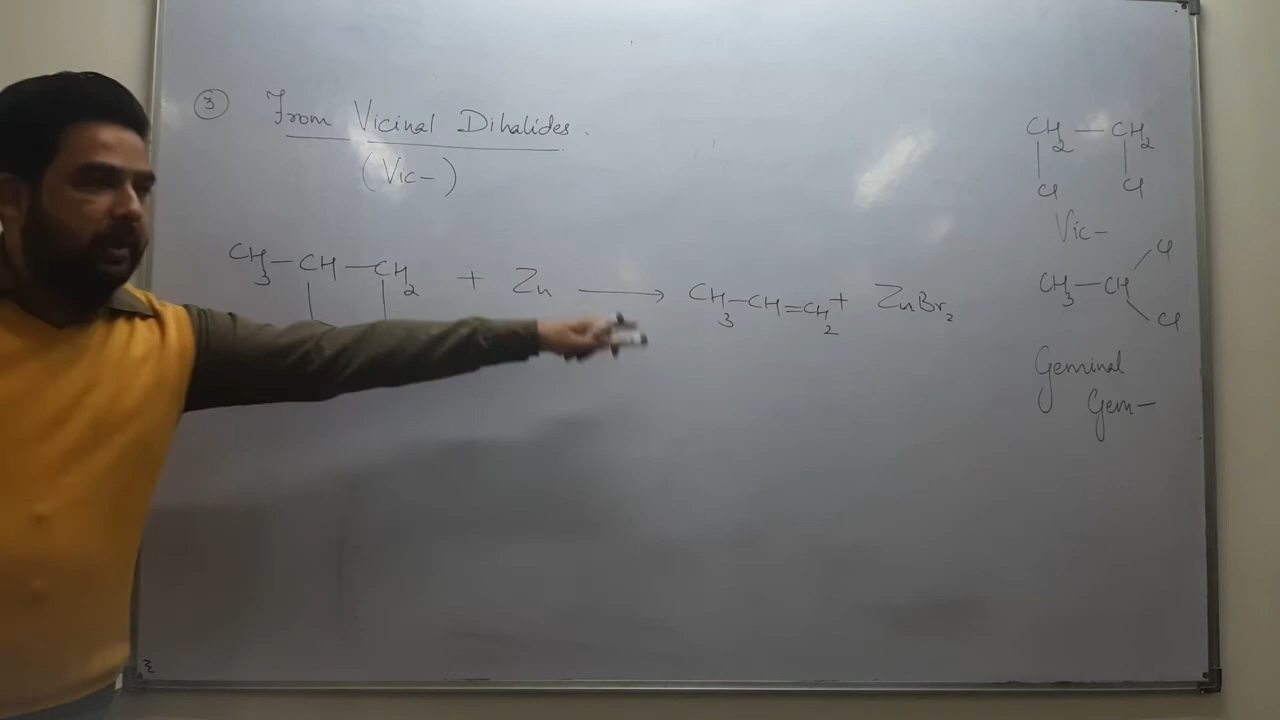 ③ From Vicinal Dihalides.
(Vic-)
CH3-CH-CH2 + Zn → CH3-CH=CH2 + ZnBr2
CH2-CH2
Cl Cl
Vic-
Cl
CH3-CH
Cl
Geminal
Gem-